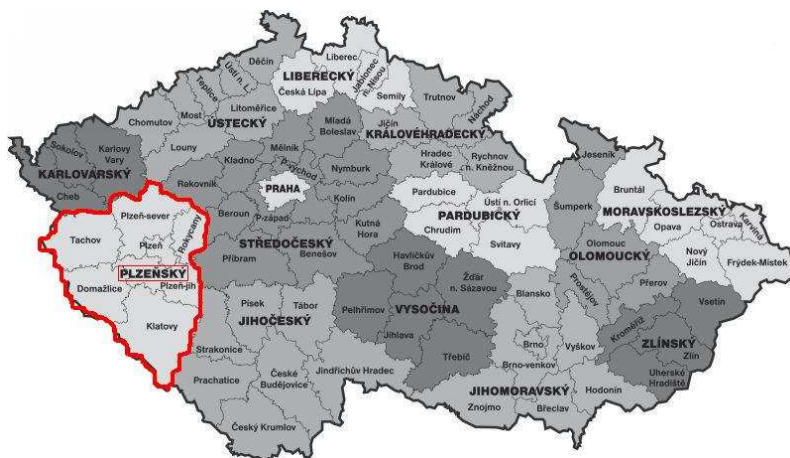 Děčín
Liberec
LIBERECKÝ
Jablonec
n. Nisou
Ústí n. L.
Teplice
Česká Lípa
Semily
Trutnov
Náchod
Chomutov
Most
Litoměřice
ÚSTECKÝ
Mladá
Boleslav
Jičín
KRÁLOVÉHRADECKÝ
Louny
Mělník
Sokolov
Karlovy
Vary
KARLOVARSKÝ
Cheb
Kladno
P-východ
Nymburk
Hradec
Králové
Rychnov
n. Kněžnou
Jeseník
Rakovník
PRAHA
Kolín
Pardubice
Ústí n. Orlicí
Šumperk
Bruntál
MORAVSKOSLEZSKÝ
Plzeň-sever
Rokycany
Beroun
P-západ
Kutná
Hora
PARDUBICKÝ
Chrudim
Svitavy
Opava
Ostrava
Karviná
Tachov
Plzeň
STŘEDOČESKÝ
Benešov
Příbram
Havlíčkův
Brod
Olomouc
OLOMOUCKÝ
Nový
Jičín
Frýdek-Místek
PLZEŇSKÝ
Plzeň-jih
Domažlice
Žďár
n. Sázavou
Blansko
Prostějov
Přerov
Vsetín
Klatovy
Písek
Tábor
JIHOČESKÝ
Pelhřimov
VYSOČINA
Jihlava
Třebíč
Brno
Brno-venkov
Vyškov
Kroměříž
ZLÍNSKÝ
Zlín
Strakonice
Prachatice
České
Budějovice
Jindřichův Hradec
JIHOMORAVSKÝ
Znojmo
Břeclav
Hodonín
Uherské
Hradiště
Český Krumlov